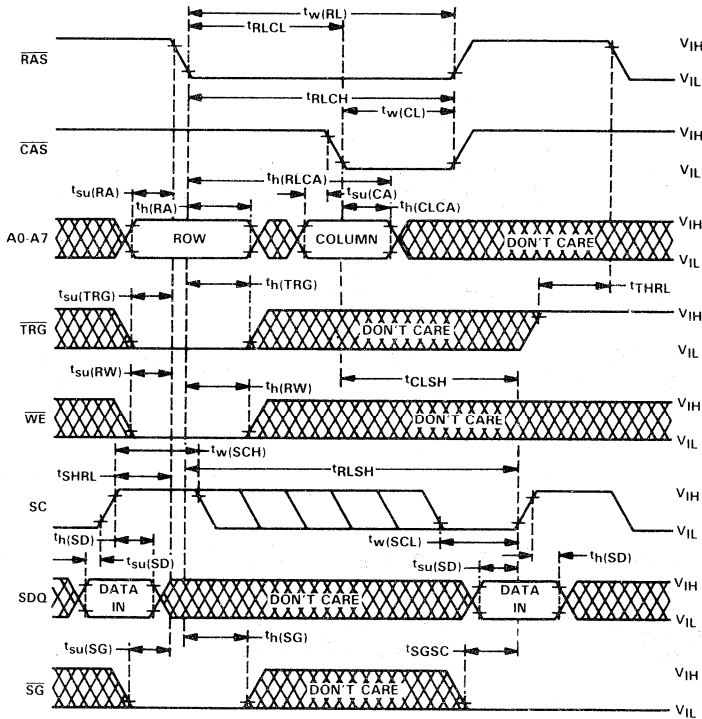 tw(RL)
tRLCL
RAS
VIH
VIL
tRLCH
tw(CL)
CAS
VIH
VIL
tsu(RA)
th(RLCA)
tsu(CA)
th(RA)
th(CLCA)
A0-A7
ROW
COLUMN
DON'T CARE
VIH
VIL
tsu(TRG)
th(TRG)
tTHRL
TRG
DON'T CARE
VIH
VIL
tsu(RW)
th(RW)
tCLSH
WE
DON'T CARE
VIH
VIL
tw(SCH)
tSHRL
tRLSH
SC
VIH
VIL
th(SD)
tw(SCL)
tsu(SD)
tsu(SD)
th(SD)
SDQ
DATA IN
DON'T CARE
DATA IN
VIH
VIL
tsu(SG)
th(SG)
tSGSC
SG
DON'T CARE
VIH
VIL